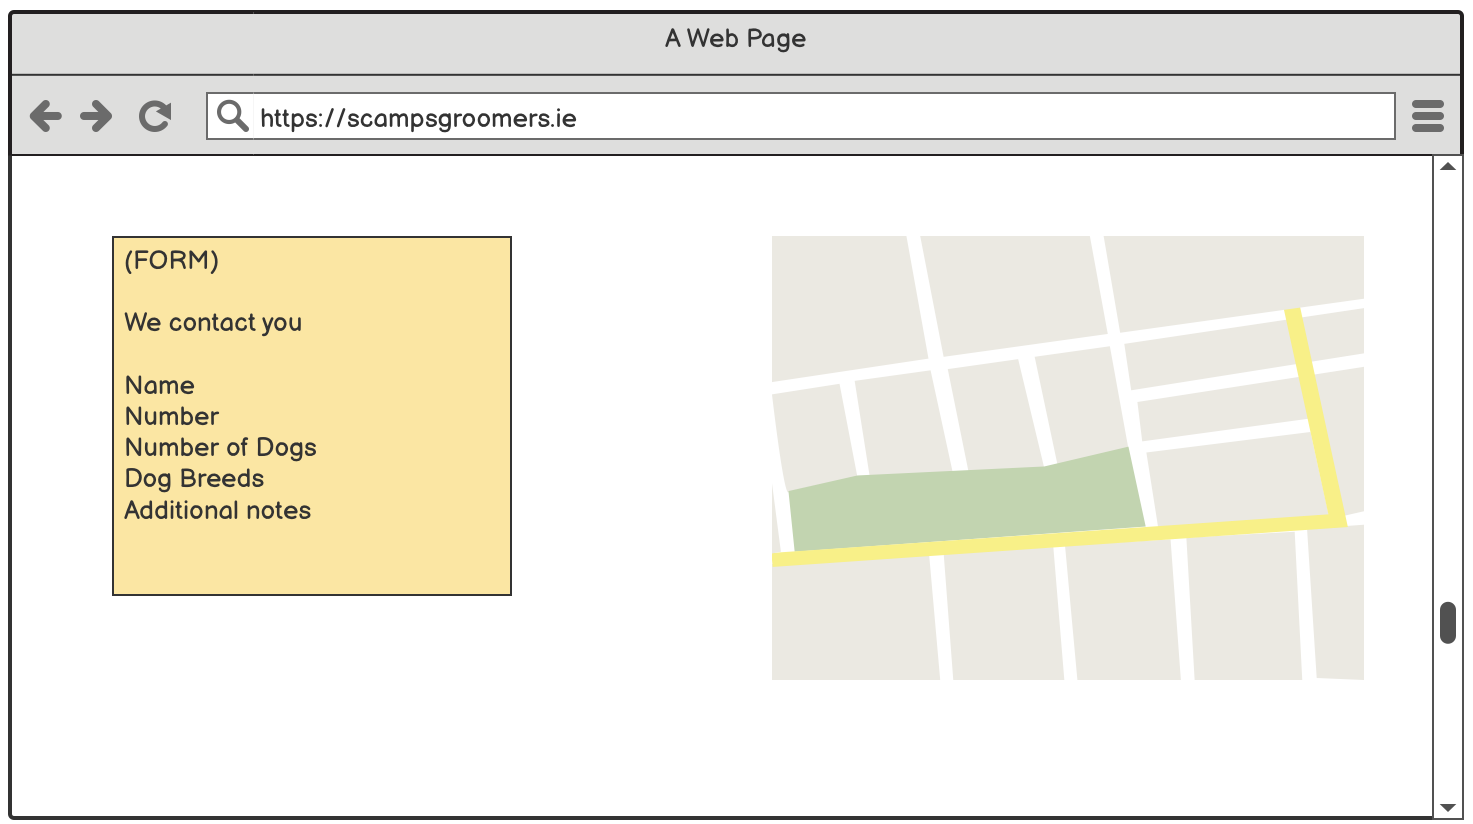 A Web Page
https://scampsgroomers.ie
(FORM)
We contact you
Name
Number
Number of Dogs
Dog Breeds
Additional notes